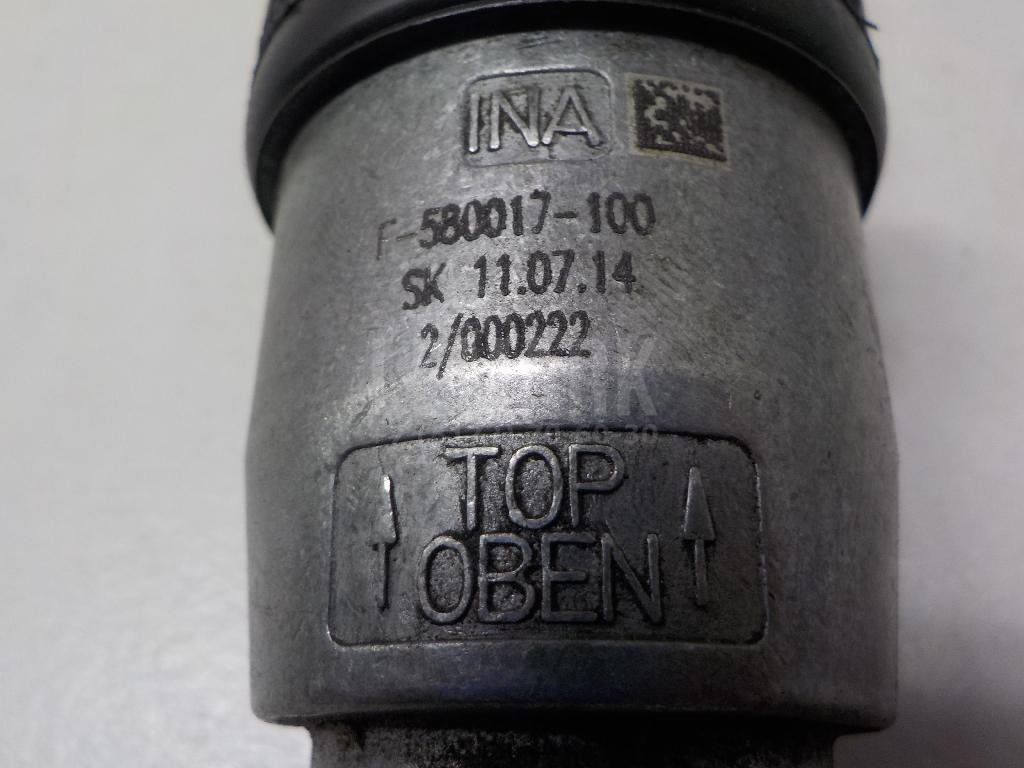 INA
F-580017-100
SK 11.07.14
2/000222
TOP
OBEN